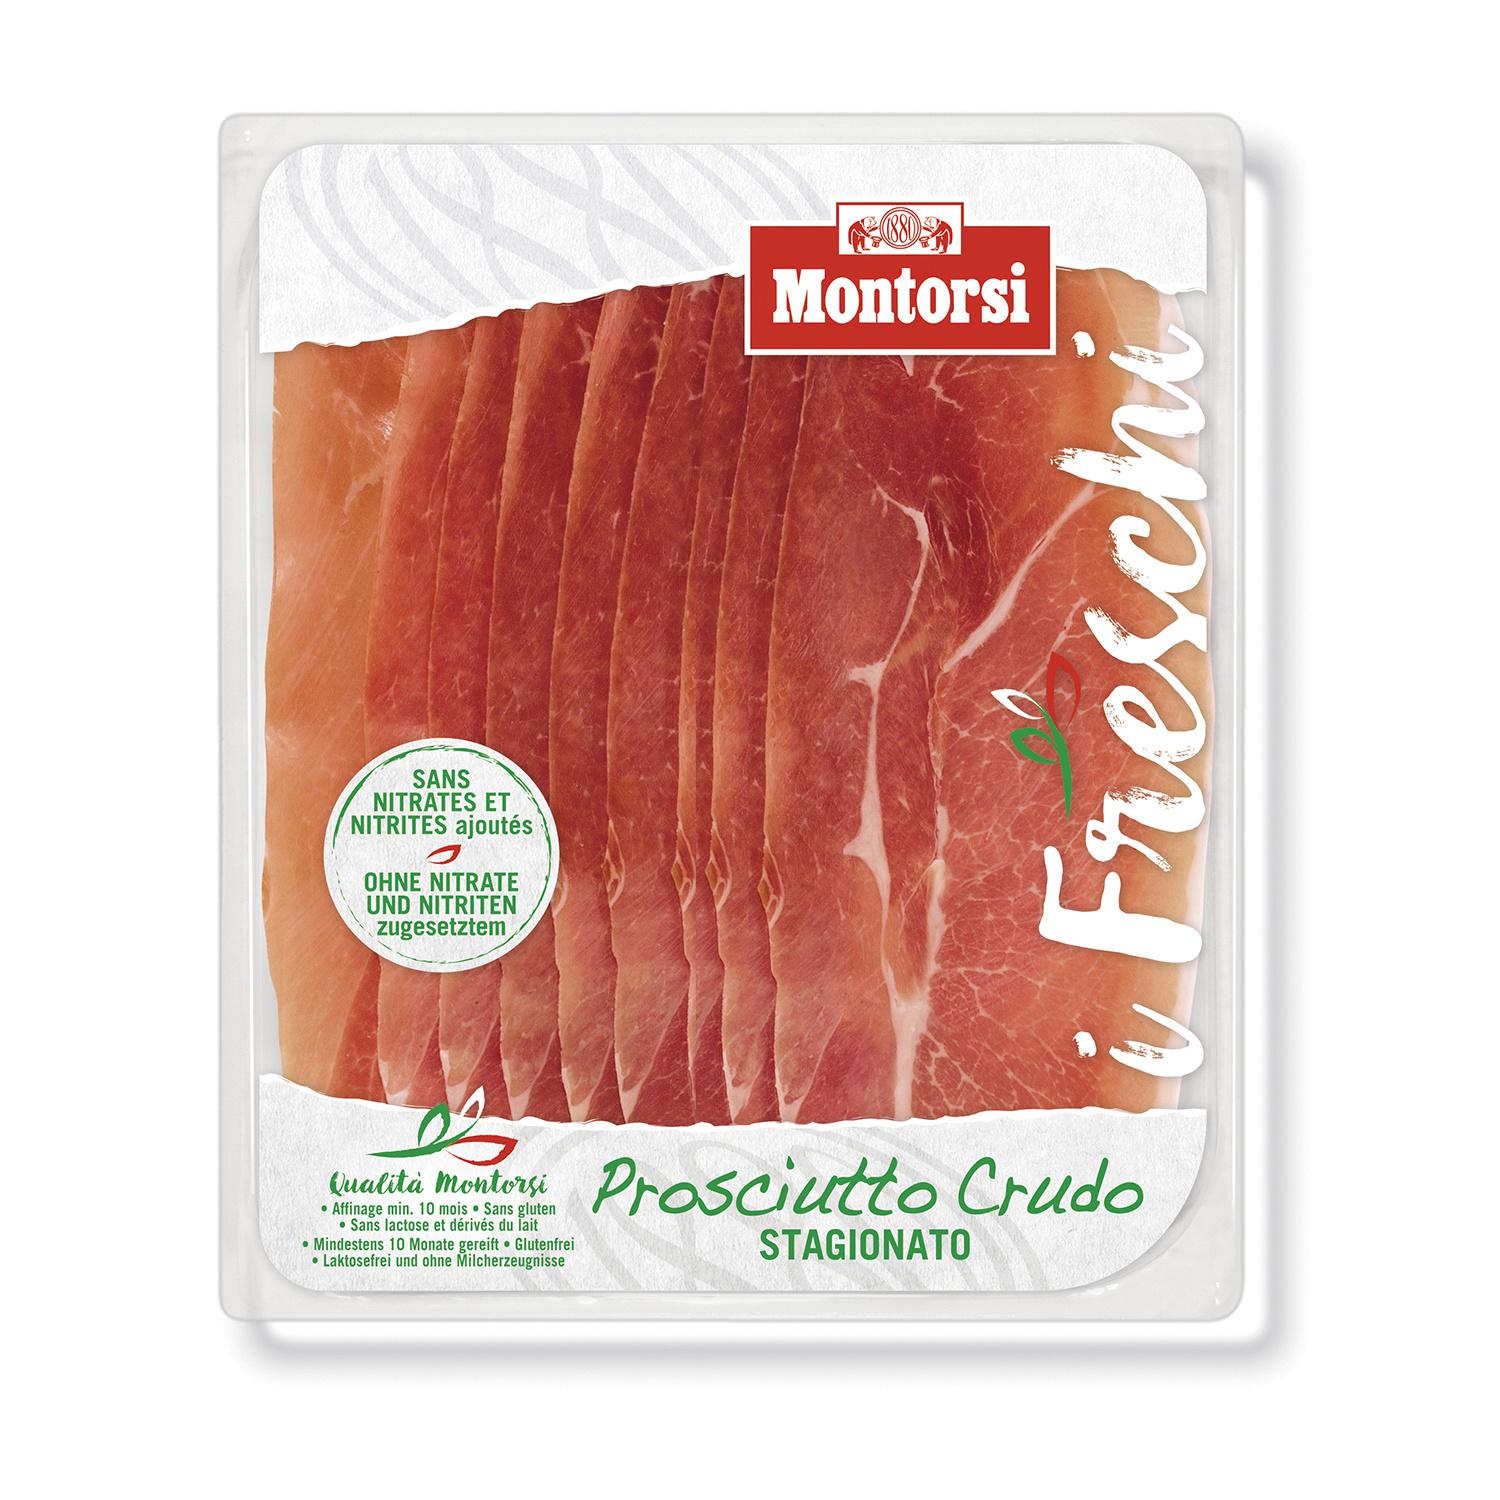 1880
Montorsi
i Freschi
SANS
NITRATES ET
NITRITES ajoutés
OHNE NITRATE
UND NITRITEN
zugesetztem
Qualità Montorsi
• Affinage min. 10 mois • Sans gluten
• Sans lactose et dérivés du lait
• Mindestens 10 Monate gereift • Glutenfrei
• Laktosefrei und ohne Milcherzeugnisse
Prosciutto Crudo
STAGIONATO